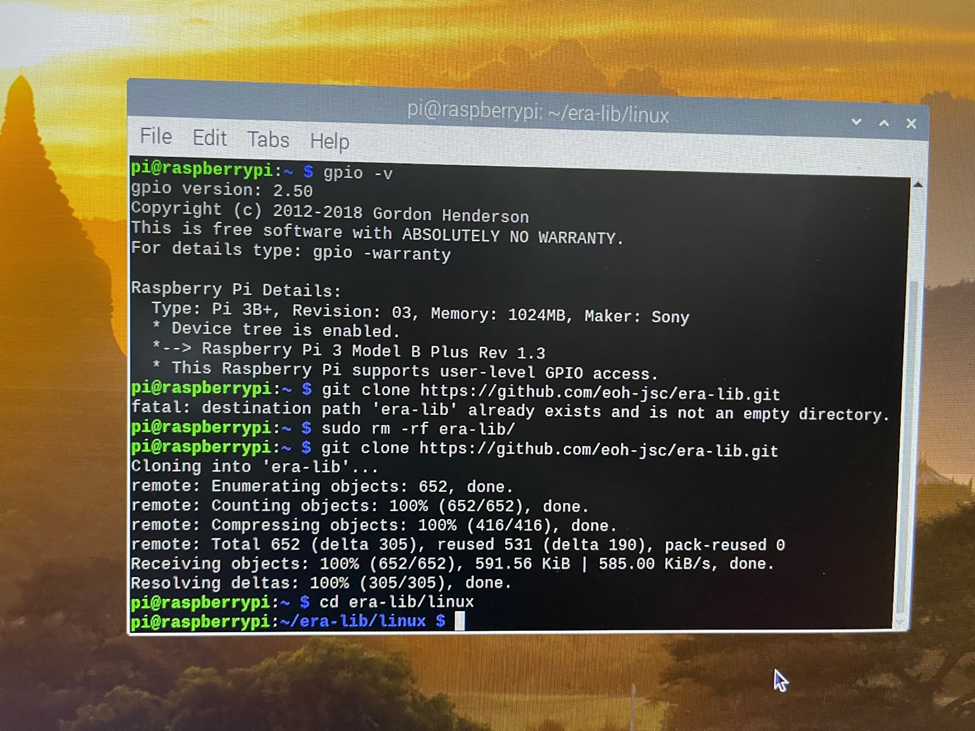 pi@raspberrypi: ~/era-lib/linux
File Edit Tabs Help
pi@raspberrypi:~ $ gpio -v
gpio version: 2.50
Copyright (c) 2012-2018 Gordon Henderson
This is free software with ABSOLUTELY NO WARRANTY.
For details type: gpio -warranty
Raspberry Pi Details:
  Type: Pi 3B+, Revision: 03, Memory: 1024MB, Maker: Sony
  * Device tree is enabled.
  *--> Raspberry Pi 3 Model B Plus Rev 1.3
  * This Raspberry Pi supports user-level GPIO access.
pi@raspberrypi:~ $ git clone https://github.com/eoh-jsc/era-lib.git
fatal: destination path 'era-lib' already exists and is not an empty directory.
pi@raspberrypi:~ $ sudo rm -rf era-lib/
pi@raspberrypi:~ $ git clone https://github.com/eoh-jsc/era-lib.git
Cloning into 'era-lib'...
remote: Enumerating objects: 652, done.
remote: Counting objects: 100% (652/652), done.
remote: Compressing objects: 100% (416/416), done.
remote: Total 652 (delta 305), reused 531 (delta 190), pack-reused 0
Receiving objects: 100% (652/652), 591.56 KiB | 585.00 KiB/s, done.
Resolving deltas: 100% (305/305), done.
pi@raspberrypi:~ $ cd era-lib/linux
pi@raspberrypi:~/era-lib/linux $